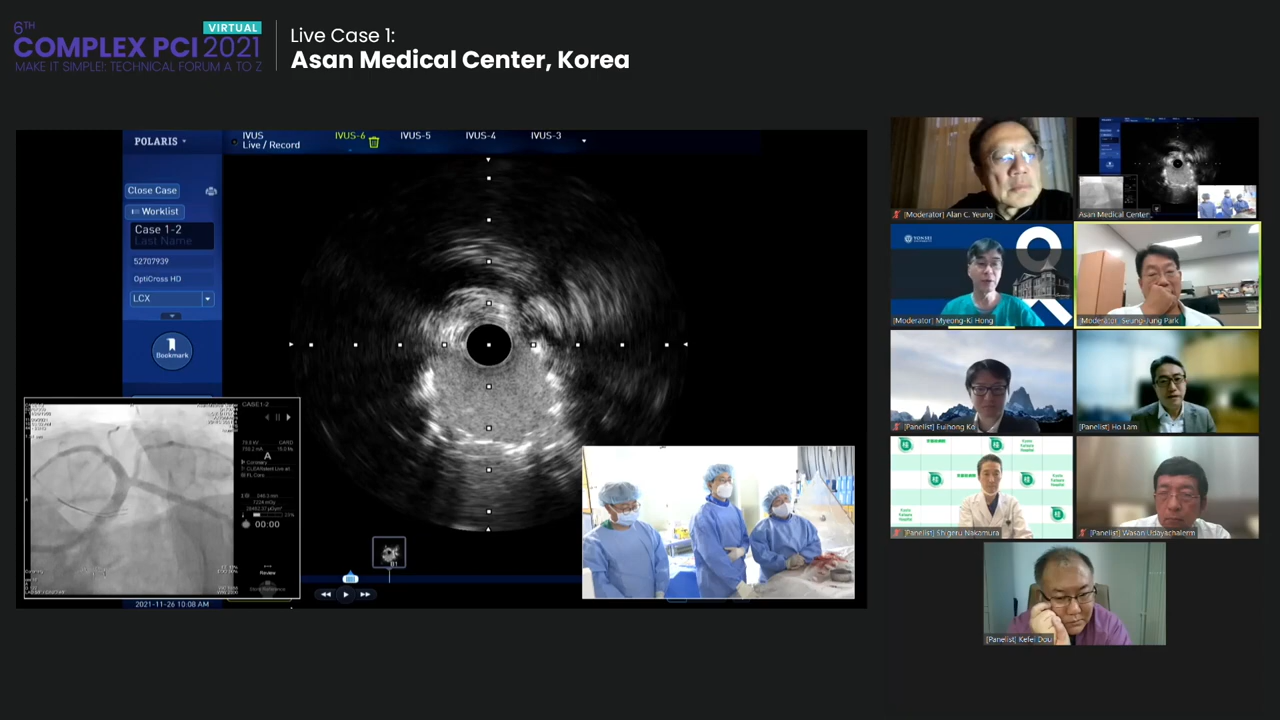 6TH
VIRTUAL
COMPLEX PCI 2021
MAKE IT SIMPLE!: TECHNICAL FORUM A TO Z
Live Case 1:
Asan Medical Center, Korea
POLARIS
IVUS
Live / Record
IVUS-6
IVUS-5
IVUS-4
IVUS-3
Close Case
Worklist
Case 1-2
Last Name
52707939
OptiCross HD
LCX
Bookmark
CASE1-2
A
00:00
Review
2021-11-26 10:08 AM
[Moderator] Alan C. Yeung
Asan Medical Center
[Moderator] Myeong-Ki Hong
[Moderator] Seung-Jung Park
[Panelist] Euihong Ko
[Panelist] Ho Lam
[Panelist] Shigeru Nakamura
[Panelist] Wasan Udayachalerm
[Panelist] Kefei Dou